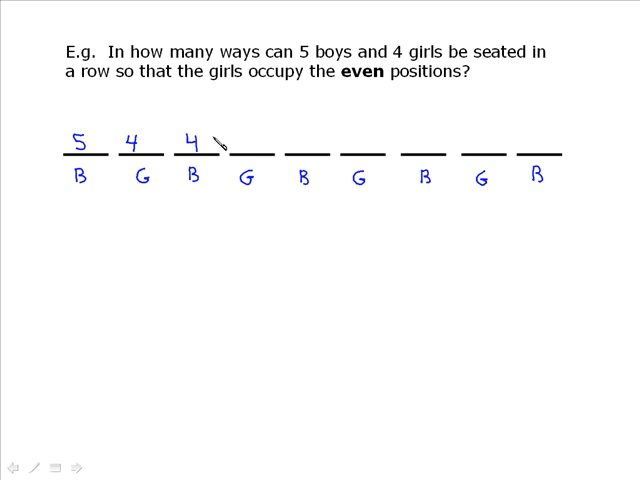 E.g. In how many ways can 5 boys and 4 girls be seated in
a row so that the girls occupy the even positions?
5 4 4
B G B G B G B G B